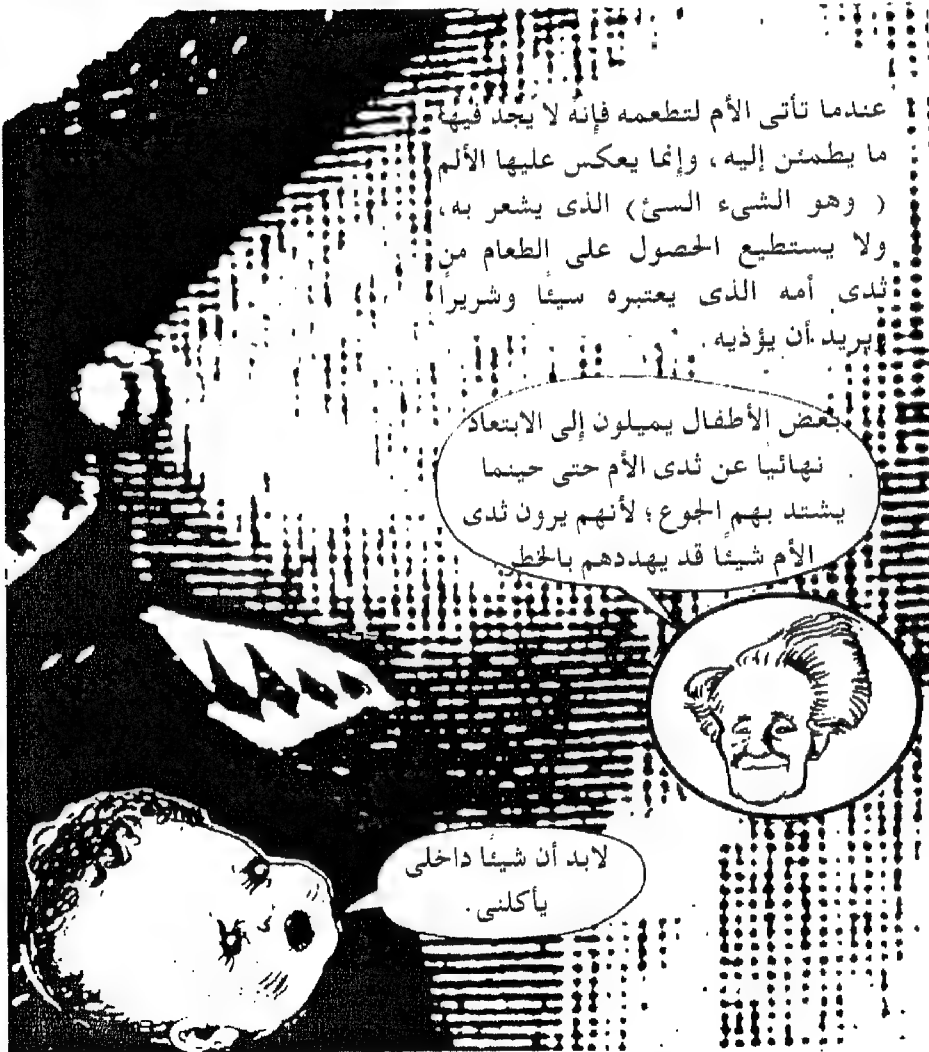 عندما تأتى الأم لتطعمه فإنه لا يجد فيها
ما يطمئن إليه، وإنما يعكس عليها الألم
( وهو الشىء السئ) الذى يشعر به،
ولا يستطيع الحصول على الطعام من
ثدى أمه الذى يعتبره سيئا وشريرا
يريد أن يؤذيه.
بعض الأطفال يميلون إلى الابتعاد
نهائيا عن ثدى الأم حتى حينما
يشتد بهم الجوع؛ لأنهم يرون ثدى
الأم شيئا قد يهددهم بالخطر
لابد أن شيئا داخلى
يأكلنى.